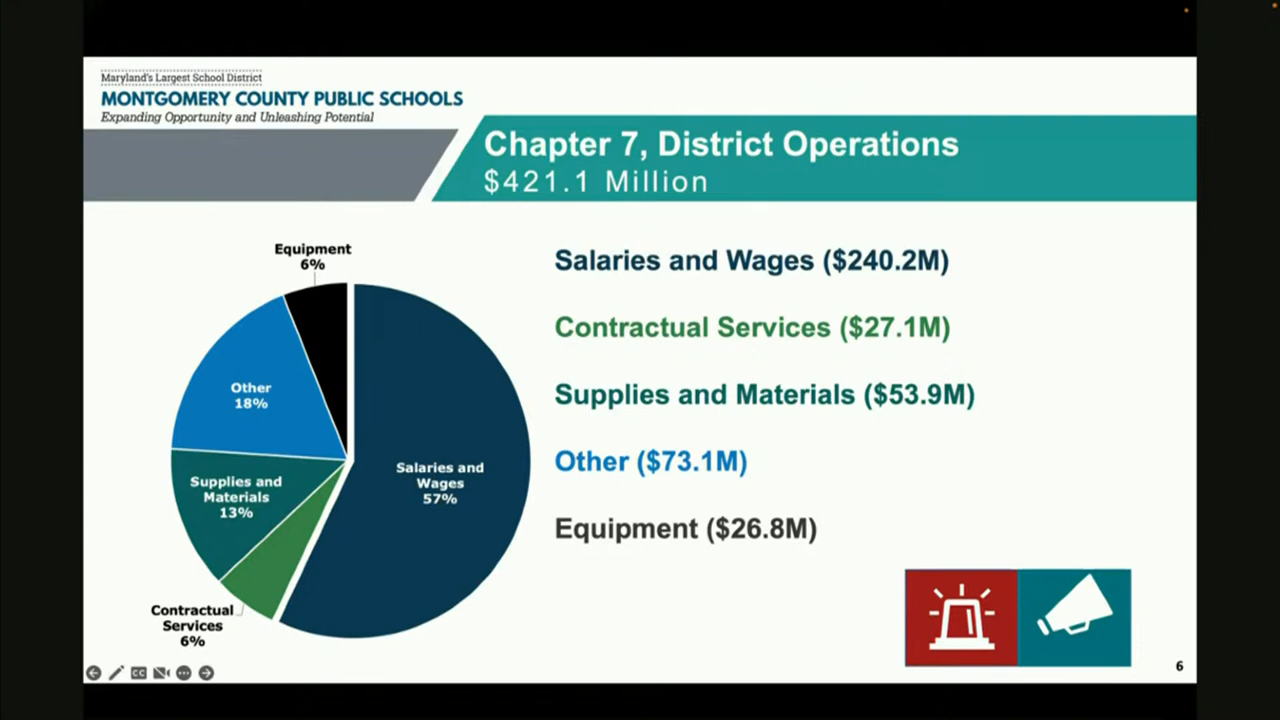 Maryland's Largest School District
MONTGOMERY COUNTY PUBLIC SCHOOLS
Expanding Opportunity and Unleashing Potential
Chapter 7, District Operations
$421.1 Million
Equipment
6%
Other
18%
Salaries and
Wages
57%
Supplies and
Materials
13%
Contractual
Services
6%
Salaries and Wages ($240.2M)
Contractual Services ($27.1M)
Supplies and Materials ($53.9M)
Other ($73.1M)
Equipment ($26.8M)
CC
6